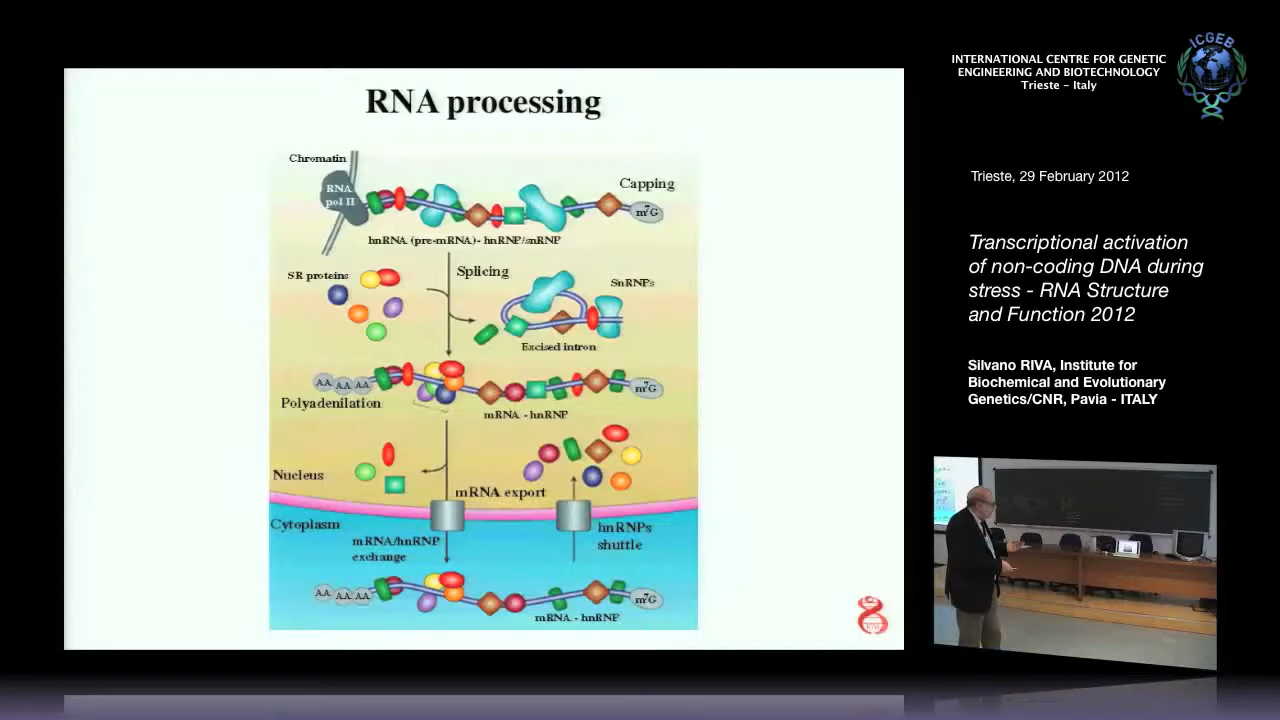 RNA processing
Chromatin
RNA
pol II
Capping
m7G
hnRNA (pre-mRNA)- hnRNP/snRNP
SR proteins
Splicing
SnRNPs
Excised intron
AA AA AA
m7G
Polyadenilation
mRNA - hnRNP
Nucleus
mRNA export
Cytoplasm
mRNA/hnRNP
exchange
hnRNPs
shuttle
AA AA AA
m7G
mRNA - hnRNP
INTERNATIONAL CENTRE FOR GENETIC
ENGINEERING AND BIOTECHNOLOGY
Trieste - Italy
ICGEB
Trieste, 29 February 2012
Transcriptional activation
of non-coding DNA during
stress - RNA Structure
and Function 2012
Silvano RIVA, Institute for
Biochemical and Evolutionary
Genetics/CNR, Pavia - ITALY